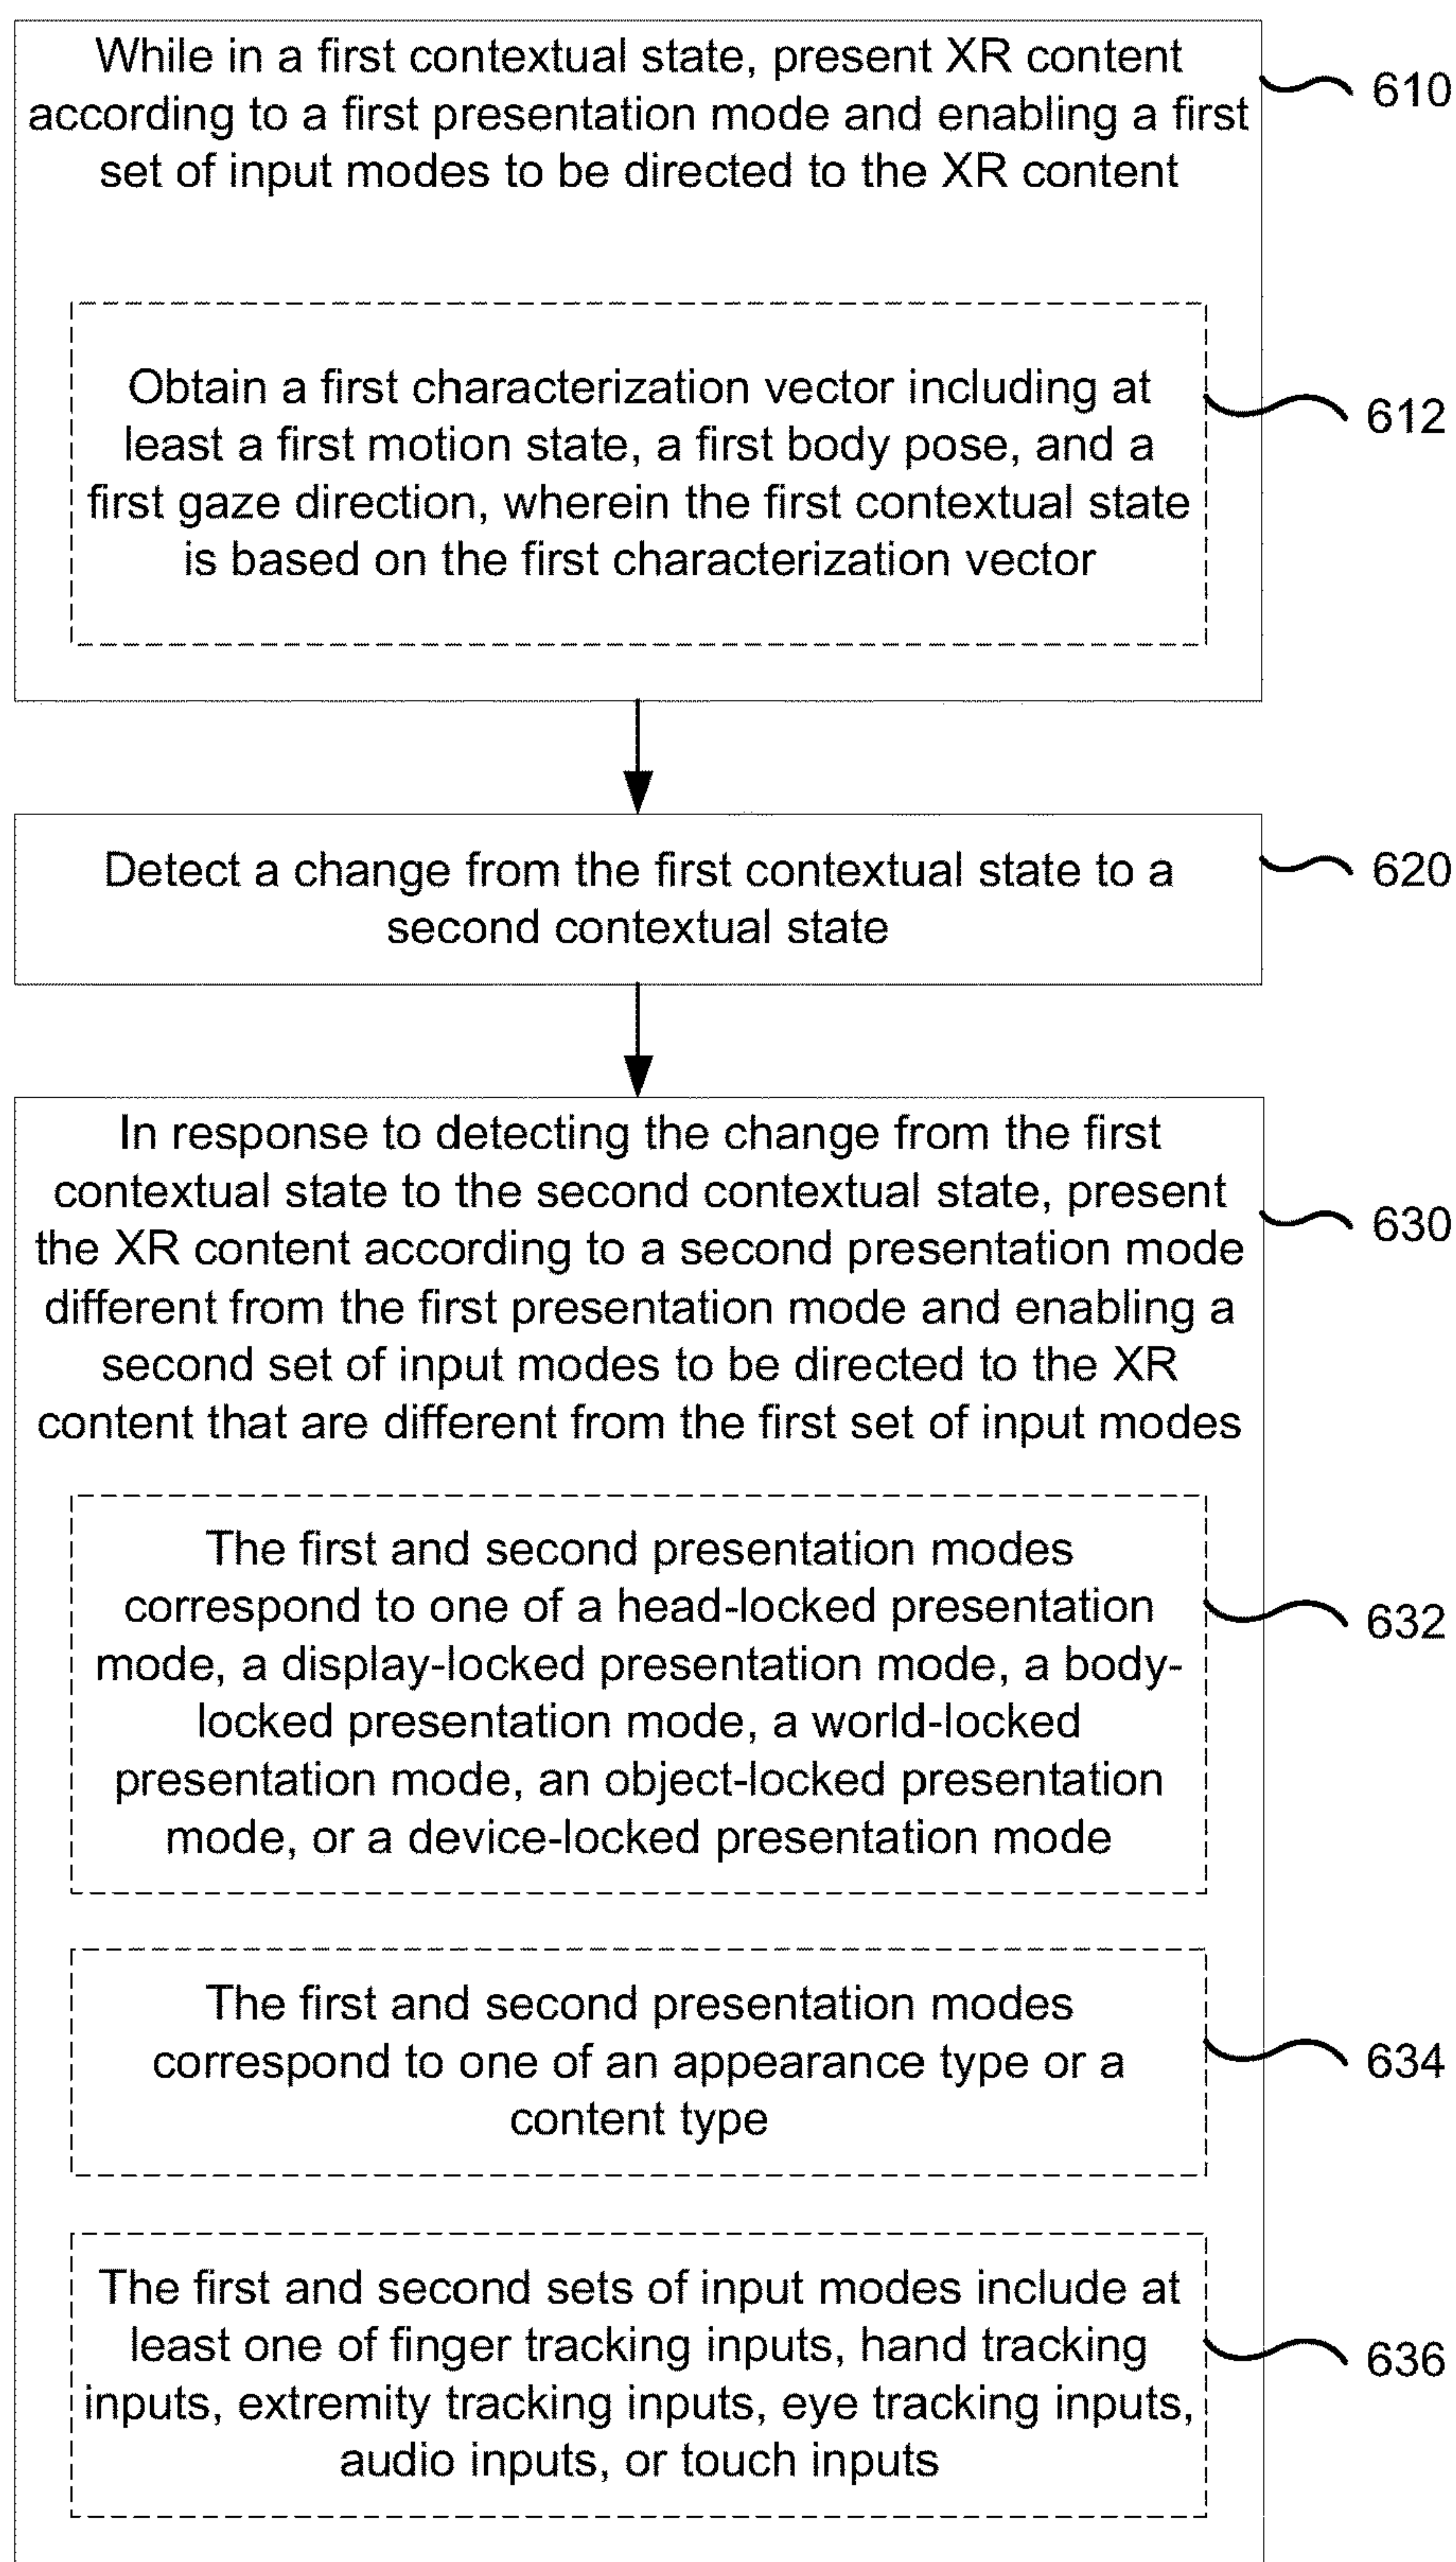 While in a first contextual state, present XR content
according to a first presentation mode and enabling a first
set of input modes to be directed to the XR content
610
Obtain a first characterization vector including at
least a first motion state, a first body pose, and a
first gaze direction, wherein the first contextual state
is based on the first characterization vector
612
Detect a change from the first contextual state to a
second contextual state
620
In response to detecting the change from the first
contextual state to the second contextual state, present
the XR content according to a second presentation mode
different from the first presentation mode and enabling a
second set of input modes to be directed to the XR
content that are different from the first set of input modes
630
The first and second presentation modes
correspond to one of a head-locked presentation
mode, a display-locked presentation mode, a body-
locked presentation mode, a world-locked
presentation mode, an object-locked presentation
mode, or a device-locked presentation mode
632
The first and second presentation modes
correspond to one of an appearance type or a
content type
634
The first and second sets of input modes include at
least one of finger tracking inputs, hand tracking
inputs, extremity tracking inputs, eye tracking inputs,
audio inputs, or touch inputs
636